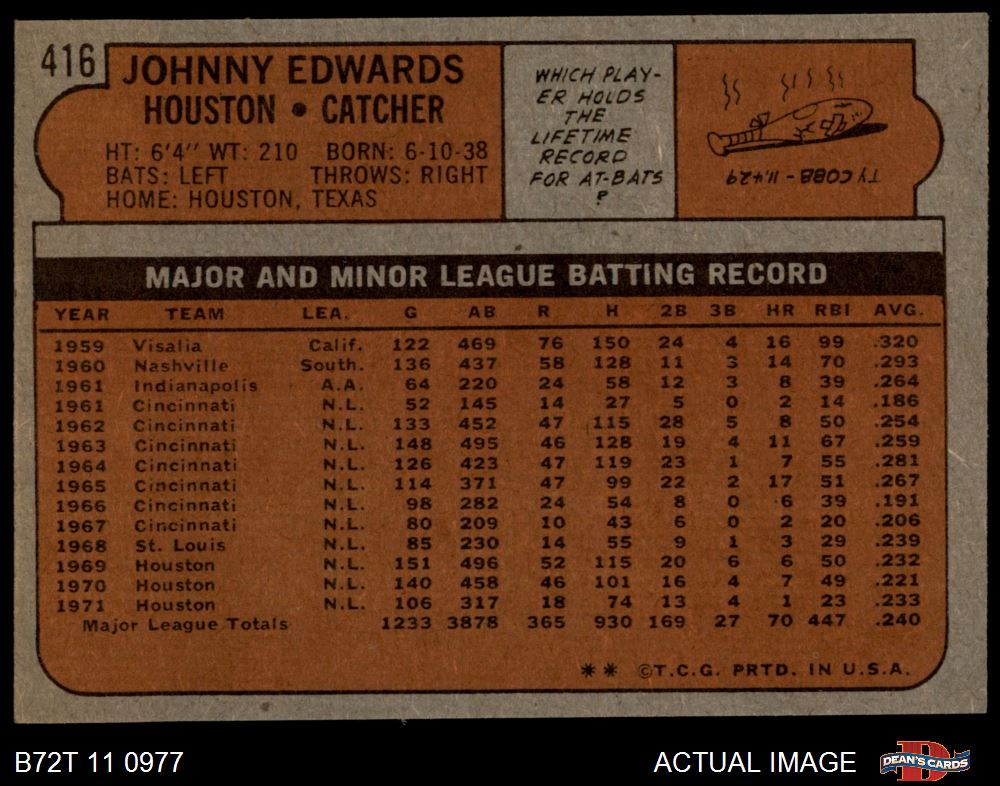 416
JOHNNY EDWARDS
HOUSTON • CATCHER
HT: 6'4" WT: 210 BORN: 6-10-38
BATS: LEFT THROWS: RIGHT
HOME: HOUSTON, TEXAS
WHICH PLAY-
ER HOLDS
THE
LIFETIME
RECORD
FOR AT-BATS
?
TY COBB - 11,429
MAJOR AND MINOR LEAGUE BATTING RECORD
YEAR TEAM LEA. G AB R H 2B 3B HR RBI AVG.
1959 Visalia Calif. 122 469 76 150 24 4 16 99 .320
1960 Nashville South. 136 437 58 128 11 3 14 70 .293
1961 Indianapolis A.A. 64 220 24 58 12 3 8 39 .264
1961 Cincinnati N.L. 52 145 14 27 5 0 2 14 .186
1962 Cincinnati N.L. 133 452 47 115 28 5 8 50 .254
1963 Cincinnati N.L. 148 495 46 128 19 4 11 67 .259
1964 Cincinnati N.L. 126 423 47 119 23 1 7 55 .281
1965 Cincinnati N.L. 114 371 47 99 22 2 17 51 .267
1966 Cincinnati N.L. 98 282 24 54 8 0 6 39 .191
1967 Cincinnati N.L. 80 209 10 43 6 0 2 20 .206
1968 St. Louis N.L. 85 230 14 55 9 1 3 29 .239
1969 Houston N.L. 151 496 52 115 20 6 6 50 .232
1970 Houston N.L. 140 458 46 101 16 4 7 49 .221
1971 Houston N.L. 106 317 18 74 13 4 1 23 .233
Major League Totals 1233 3878 365 930 169 27 70 447 .240
** ©T.C.G. PRTD. IN U.S.A.
B72T 11 0977
ACTUAL IMAGE
DEAN'S CARDS